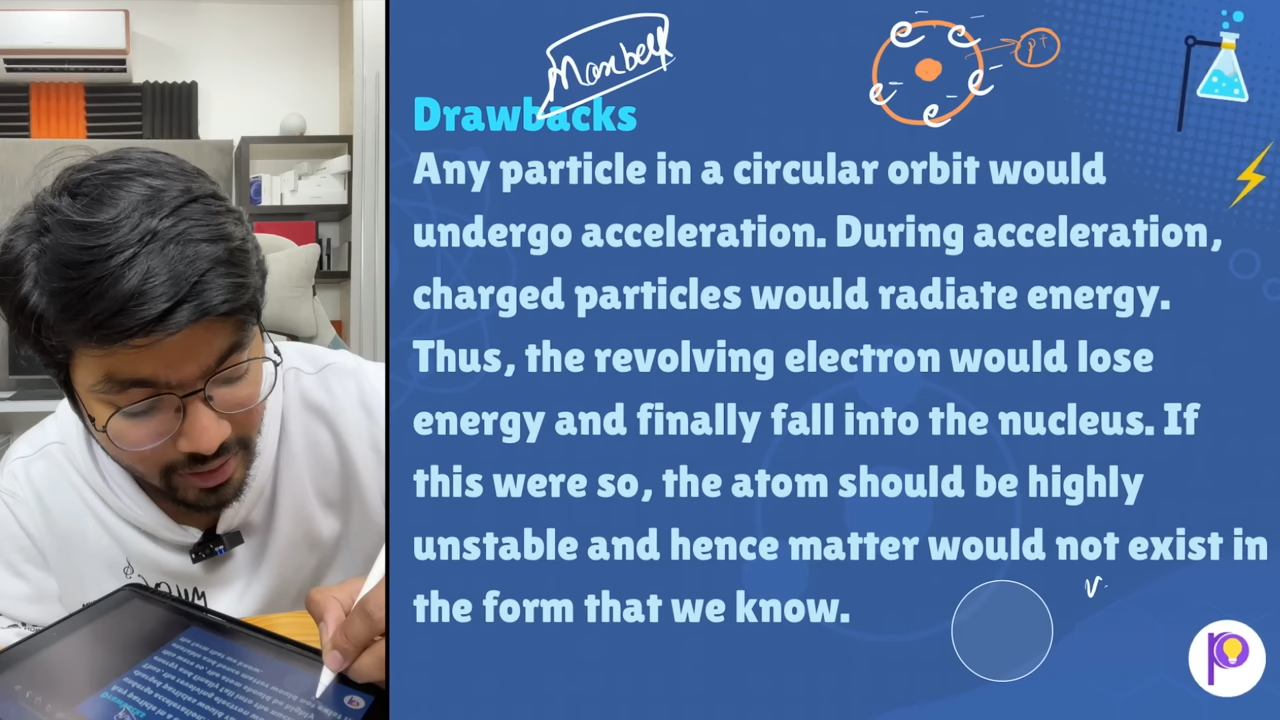 Maxbell
p+
Drawbacks
Any particle in a circular orbit would
undergo acceleration. During acceleration,
charged particles would radiate energy.
Thus, the revolving electron would lose
energy and finally fall into the nucleus. If
this were so, the atom should be highly
unstable and hence matter would not exist in
the form that we know.